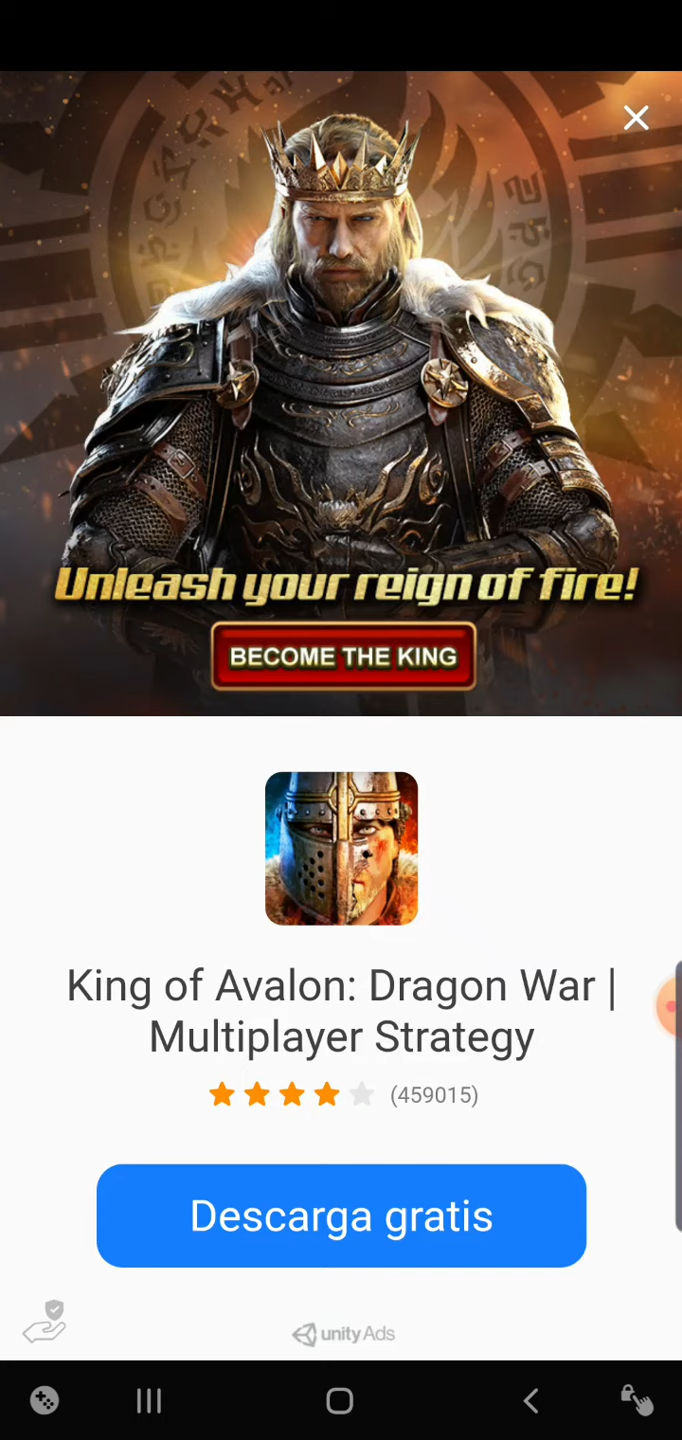 Unleash your reign of fire!
BECOME THE KING
King of Avalon: Dragon War |
Multiplayer Strategy
(459015)
Descarga gratis
unity Ads